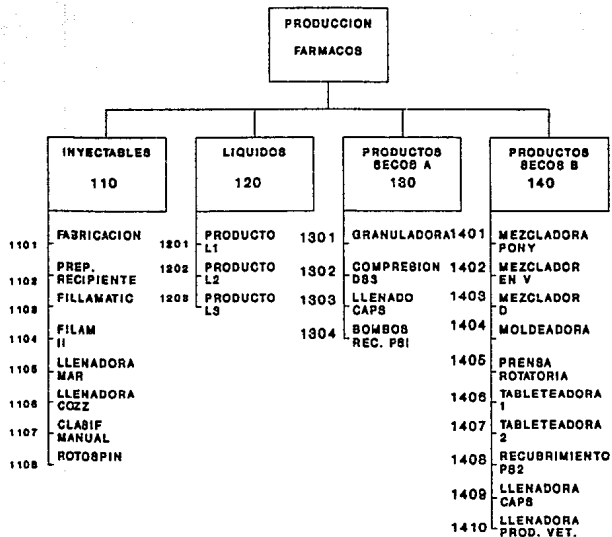 PRODUCCION
FARMACOS
INYECTABLES
110
LIQUIDOS
120
PRODUCTOS
SECOS A
130
PRODUCTOS
SECOS B
140
1101 FABRICACION
1102 PREP.
RECIPIENTE
1103 FILLAMATIC
1104 FILAM
II
1105 LLENADORA
MAR
1106 LLENADORA
COZZ
1107 CLASIF
MANUAL
1108 ROTOSPIN
1201 PRODUCTO
L1
1202 PRODUCTO
L2
1203 PRODUCTO
L3
1301 GRANULADORA
1302 COMPRESION
DS3
1303 LLENADO
CAPS
1304 BOMBOS
REC. PS1
1401 MEZCLADORA
PONY
1402 MEZCLADOR
EN V
1403 MEZCLADOR
D
1404 MOLDEADORA
1405 PRENSA
ROTATORIA
1406 TABLETEADORA
1
1407 TABLETEADORA
2
1408 RECUBRIMIENTO
PS2
1409 LLENADORA
CAPS
1410 LLENADORA
PROD. VET.